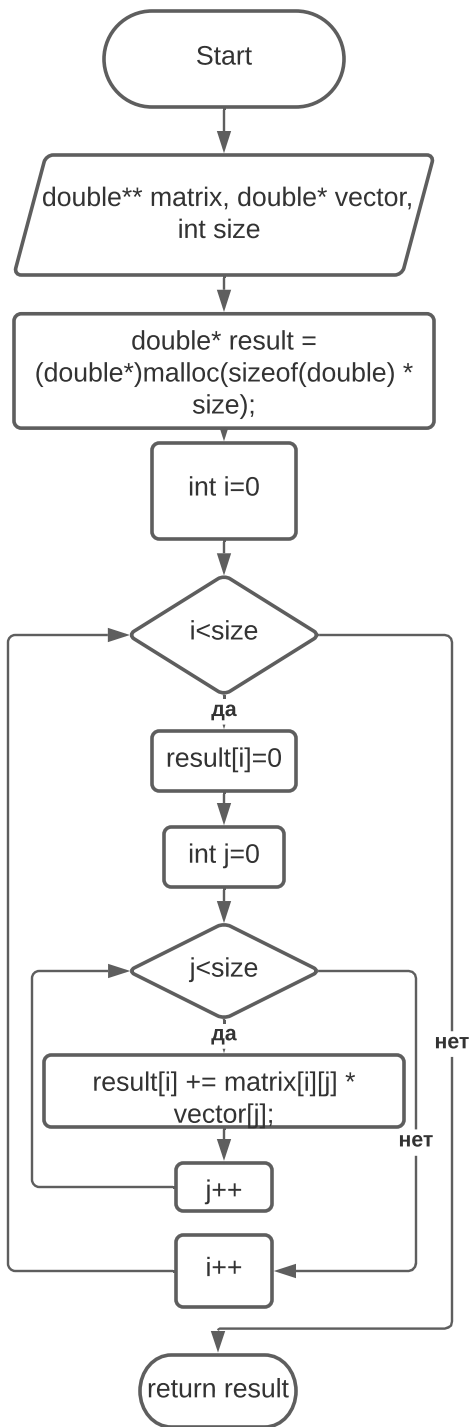 Start
double** matrix, double* vector,
int size
double* result =
(double*)malloc(sizeof(double) *
size);
int i=0
i<size
да
result[i]=0
int j=0
j<size
да
нет
result[i] += matrix[i][j] *
vector[j];
нет
j++
i++
return result